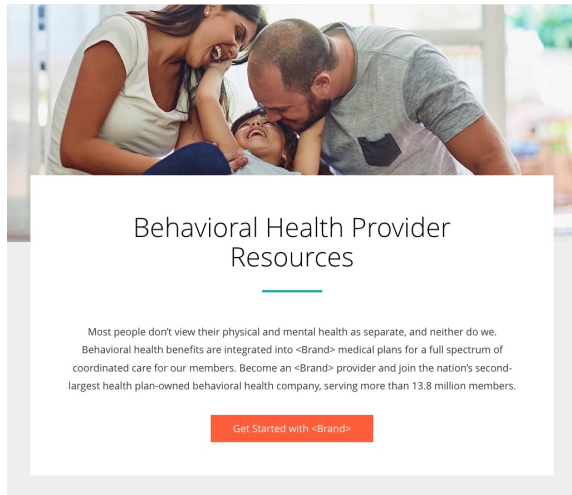 Behavioral Health Provider
Resources
Most people don't view their physical and mental health as separate, and neither do we.
Behavioral health benefits are integrated into <Brand> medical plans for a full spectrum of
coordinated care for our members. Become an <Brand> provider and join the nation's second-
largest health plan-owned behavioral health company, serving more than 13.8 million members.
Get Started with <Brand>